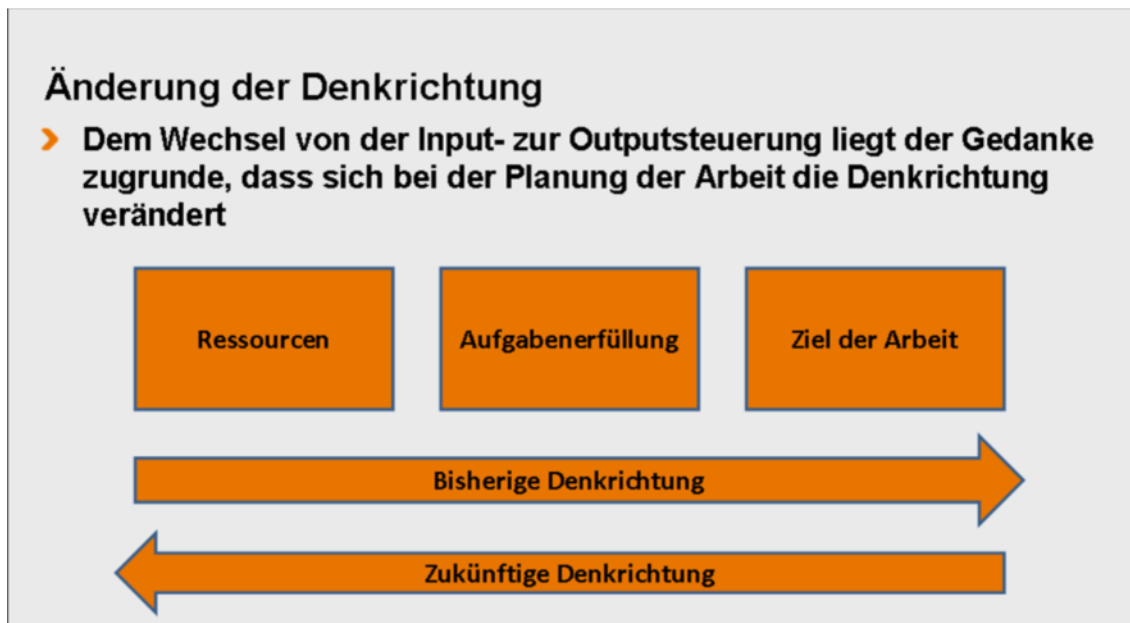 Änderung der Denkrichtung
Dem Wechsel von der Input- zur Outputsteuerung liegt der Gedanke
zugrunde, dass sich bei der Planung der Arbeit die Denkrichtung
verändert
Ressourcen
Aufgabenerfüllung
Ziel der Arbeit
Bisherige Denkrichtung
Zukünftige Denkrichtung